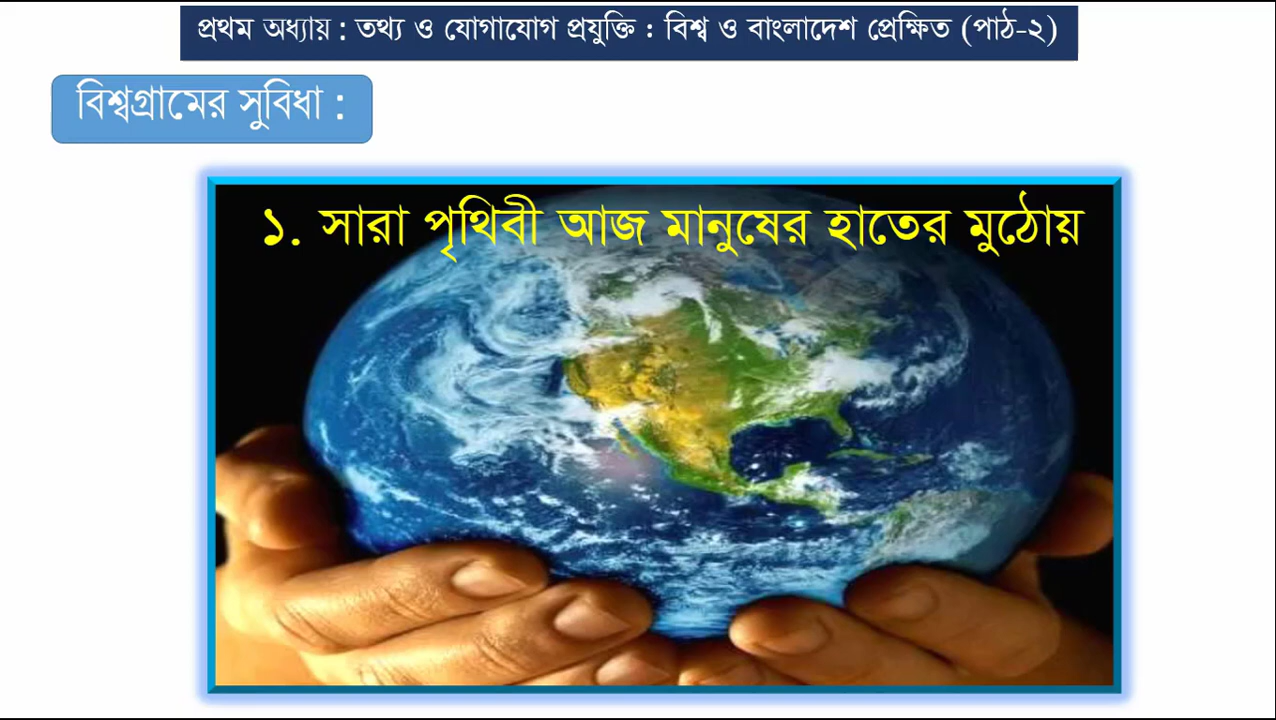 প্রথম অধ্যায় : তথ্য ও যোগাযোগ প্রযুক্তি : বিশ্ব ও বাংলাদেশ প্রেক্ষিত (পাঠ-২)
বিশ্বগ্রামের সুবিধা :
১. সারা পৃথিবী আজ মানুষের হাতের মুঠোয়